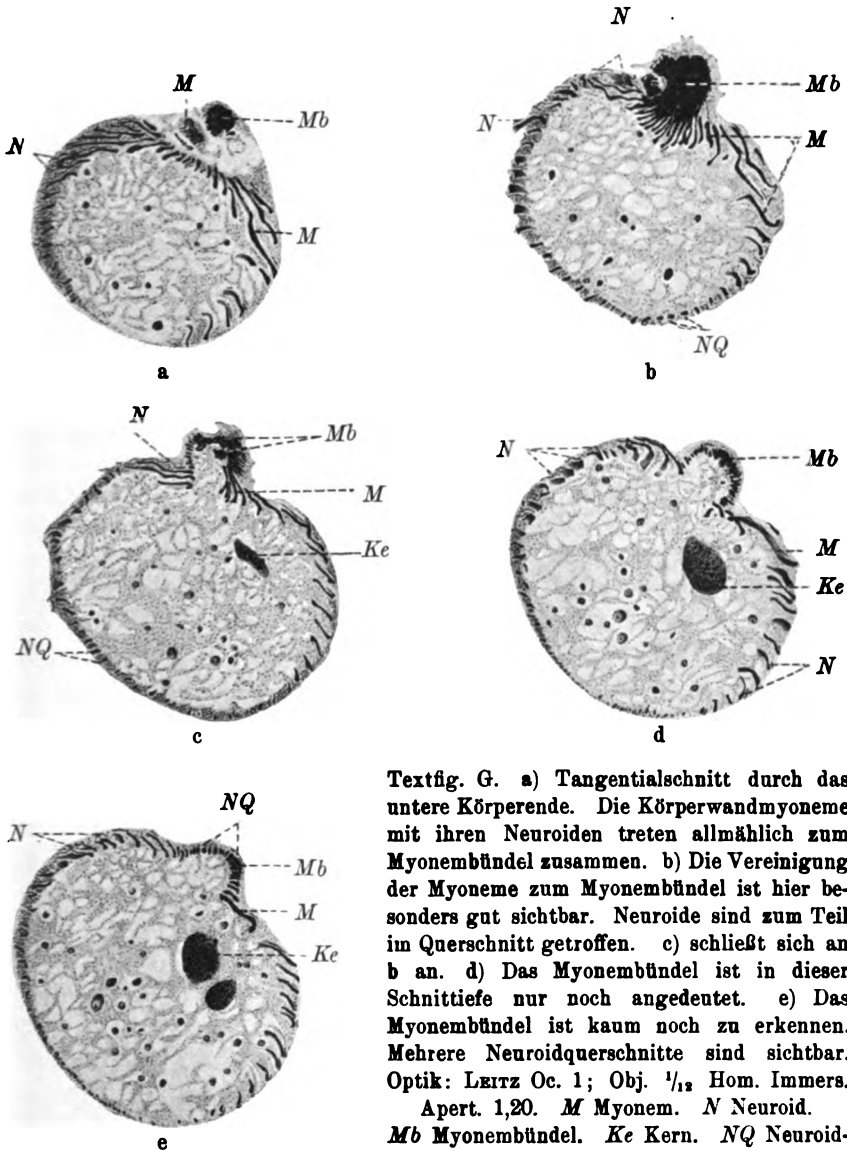 N
M
Mb
N
M
a
N
Mb
N
M
NQ
b
N
Mb
M
Ke
NQ
c
N
Mb
M
Ke
N
d
NQ
N
Mb
M
Ke
e
Textfig. G. a) Tangentialschnitt durch das
untere Körperende. Die Körperwandmyoneme
mit ihren Neuroiden treten allmählich zum
Myonembündel zusammen. b) Die Vereinigung
der Myoneme zum Myonembündel ist hier be-
sonders gut sichtbar. Neuroide sind zum Teil
im Querschnitt getroffen. c) schließt sich an
b an. d) Das Myonembündel ist in dieser
Schnittiefe nur noch angedeutet. e) Das
Myonembündel ist kaum noch zu erkennen.
Mehrere Neuroidquerschnitte sind sichtbar.
Optik: LEITZ Oc. 1; Obj. 1/12 Hom. Immers.
Apert. 1,20. M Myonem. N Neuroid.
Mb Myonembündel. Ke Kern. NQ Neuroid-